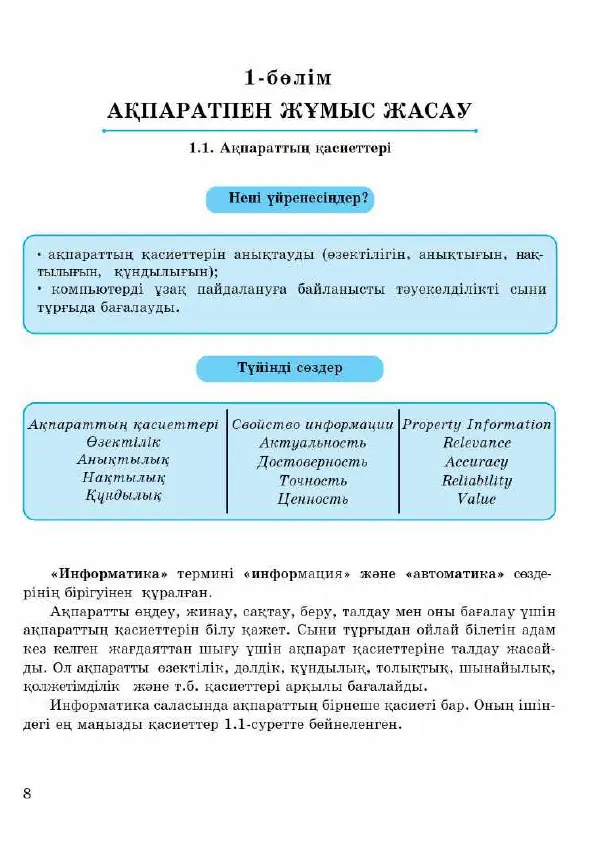 1-бөлім
АҚПАРАТПЕН ЖҰМЫС ЖАСАУ
1.1. Ақпараттың қасиеттері
Нені үйренесіңдер?
• ақпараттың қасиеттерін анықтауды (өзектілігін, анықтығын, нақ-
тылығын, құндылығын);
• компьютерді ұзақ пайдалануға байланысты тәуекелділікті сыни
тұрғыда бағалауды.
Түйінді сөздер
Ақпараттың қасиеттері Свойство информации Property Information
Өзектілік Актуальность Relevance
Анықтылық Достоверность Accuracy
Нақтылық Точность Reliability
Құндылық Ценность Value
«Информатика» термині «информация» және «автоматика» сөзде-
рінің бірігуінен құралған.
Ақпаратты өңдеу, жинау, сақтау, беру, талдау мен оны бағалау үшін
ақпараттың қасиеттерін білу қажет. Сыни тұрғыдан ойлай білетін адам
кез келген жағдаяттан шығу үшін ақпарат қасиеттеріне талдау жасай-
ды. Ол ақпаратты өзектілік, дәлдік, құндылық, толықтық, шынайылық,
қолжетімділік және т.б. қасиеттері арқылы бағалайды.
Информатика саласында ақпараттың бірнеше қасиеті бар. Оның ішін-
дегі ең маңызды қасиеттер 1.1-суретте бейнеленген.
8